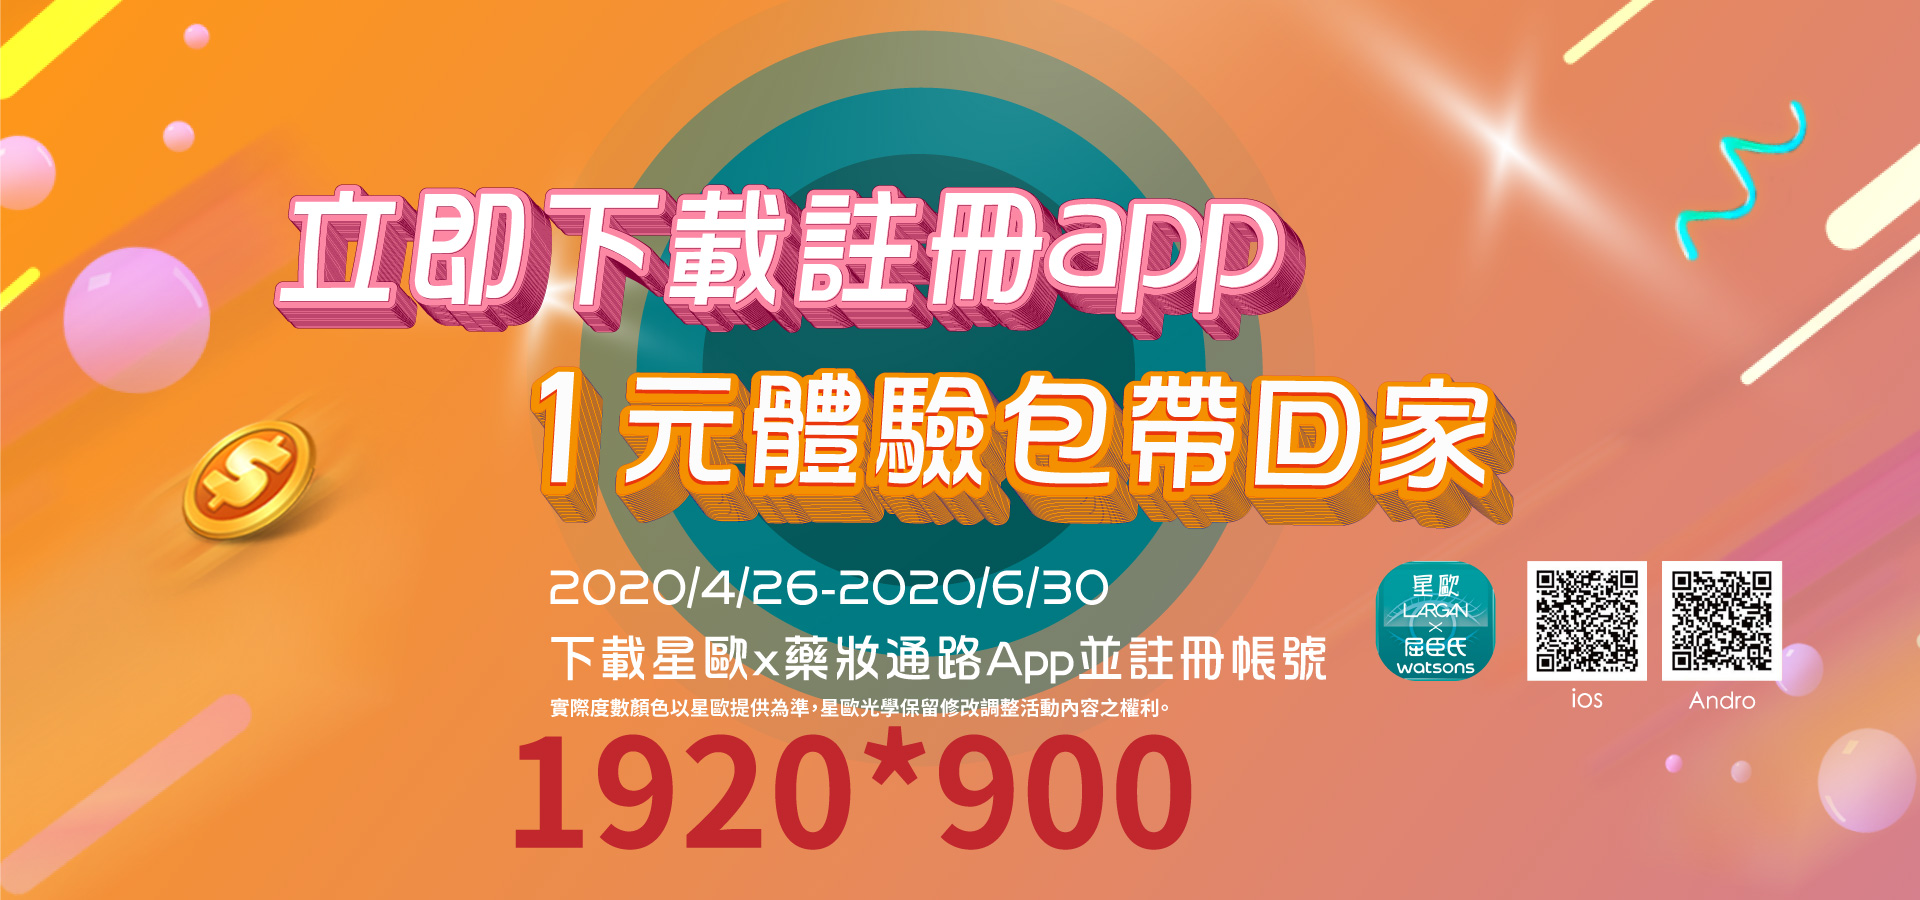 立即下載註冊app
1元體驗包帶回家
2020/4/26-2020/6/30
下載星歐x藥妝通路App並註冊帳號
實際度數顏色以星歐提供為準，星歐光學保留修改調整活動內容之權利。
1920*900
星歐
LARGAN
x
屈臣氏
watsons
ios
Andro